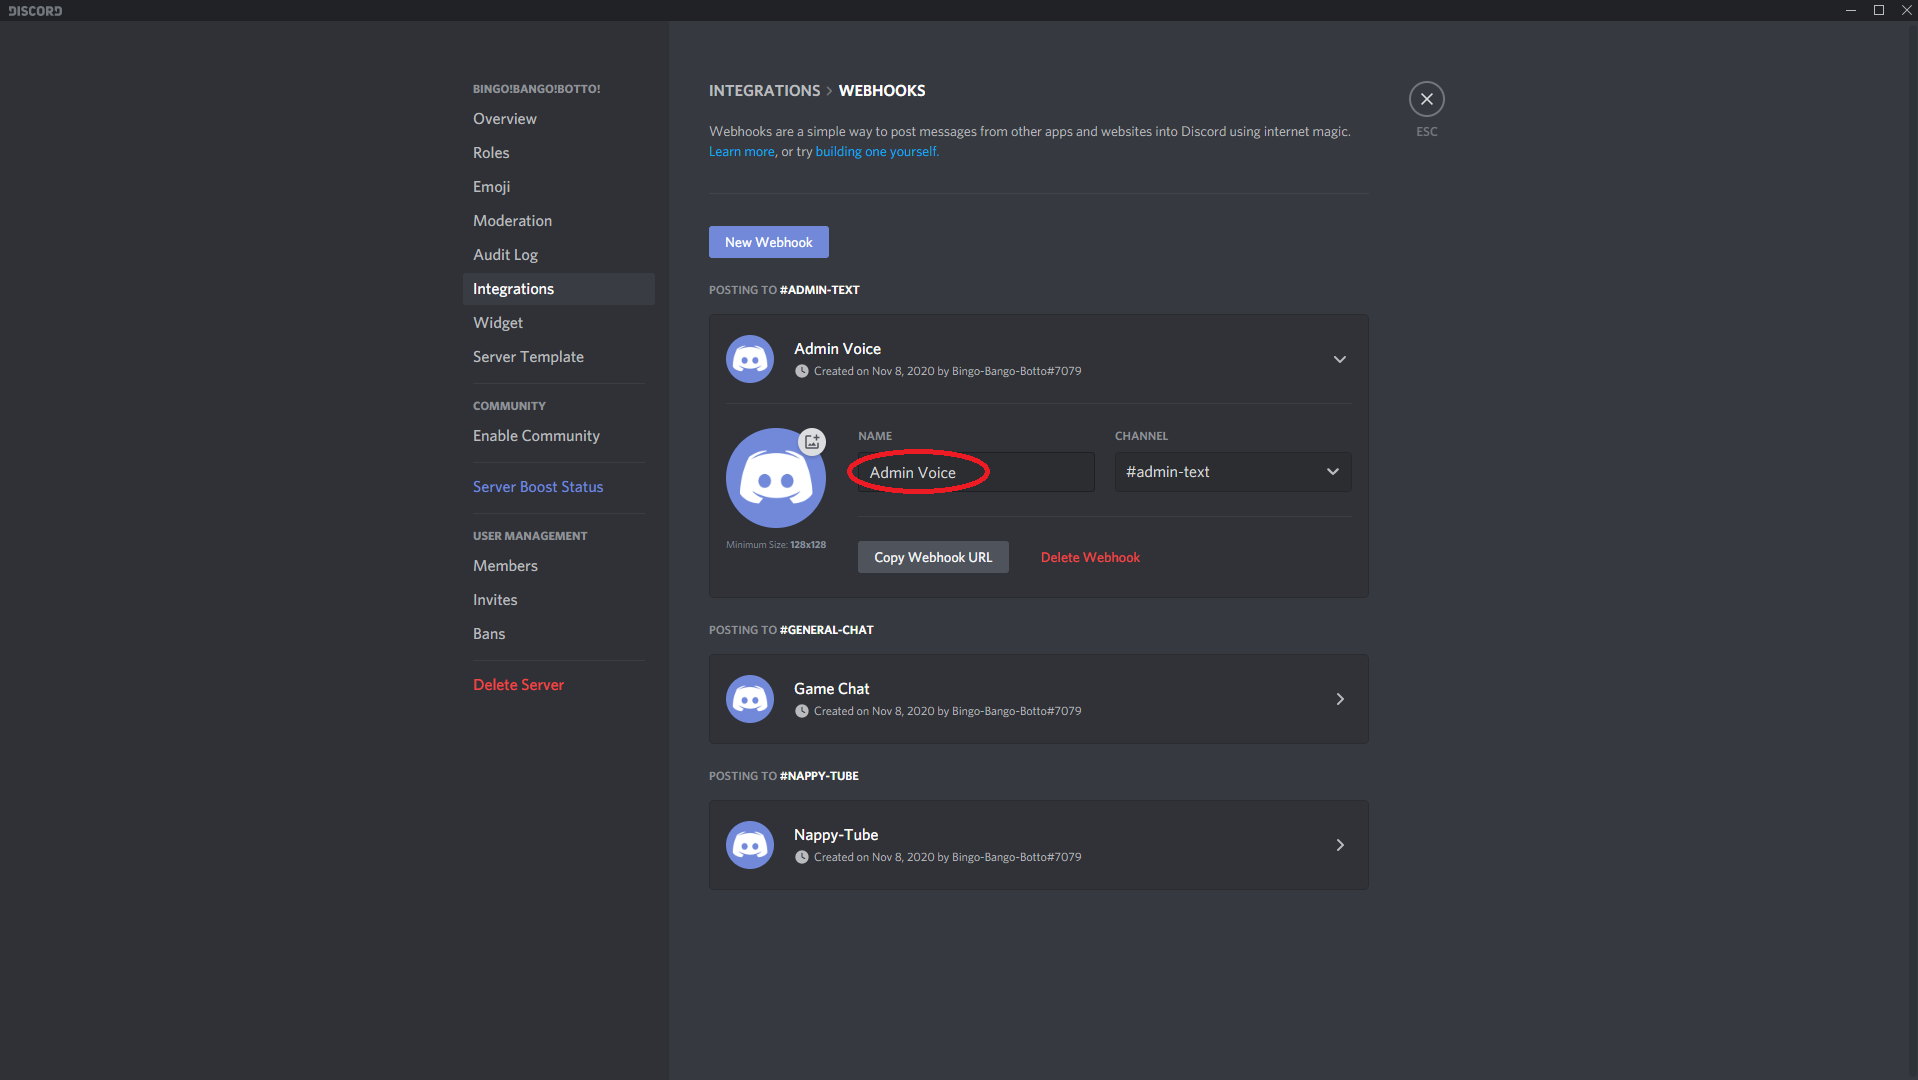 DISCORD
BINGO!BANGO!BOTTO!
Overview
Roles
Emoji
Moderation
Audit Log
Integrations
Widget
Server Template
COMMUNITY
Enable Community
Server Boost Status
USER MANAGEMENT
Members
Invites
Bans
Delete Server
INTEGRATIONS > WEBHOOKS
ESC
Webhooks are a simple way to post messages from other apps and websites into Discord using internet magic.
Learn more, or try building one yourself.
New Webhook
POSTING TO #ADMIN-TEXT
Admin Voice
Created on Nov 8, 2020 by Bingo-Bango-Botto#7079
NAME
CHANNEL
Admin Voice
#admin-text
Minimum Size: 128x128
Copy Webhook URL
Delete Webhook
POSTING TO #GENERAL-CHAT
Game Chat
Created on Nov 8, 2020 by Bingo-Bango-Botto#7079
POSTING TO #NAPPY-TUBE
Nappy-Tube
Created on Nov 8, 2020 by Bingo-Bango-Botto#7079